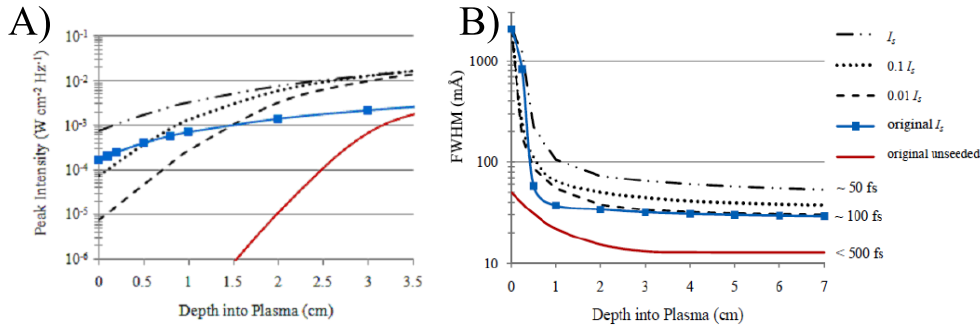 A)
Peak Intensity (W cm⁻² Hz⁻¹)
10⁻¹
10⁻²
10⁻³
10⁻⁴
10⁻⁵
10⁻⁶
0 0.5 1 1.5 2 2.5 3 3.5
Depth into Plasma (cm)
B)
FWHM (mÅ)
1000
100
10
0 1 2 3 4 5 6 7
Depth into Plasma (cm)
Iₛ
0.1 Iₛ
0.01 Iₛ
original Iₛ
original unseeded
~ 50 fs
~ 100 fs
< 500 fs